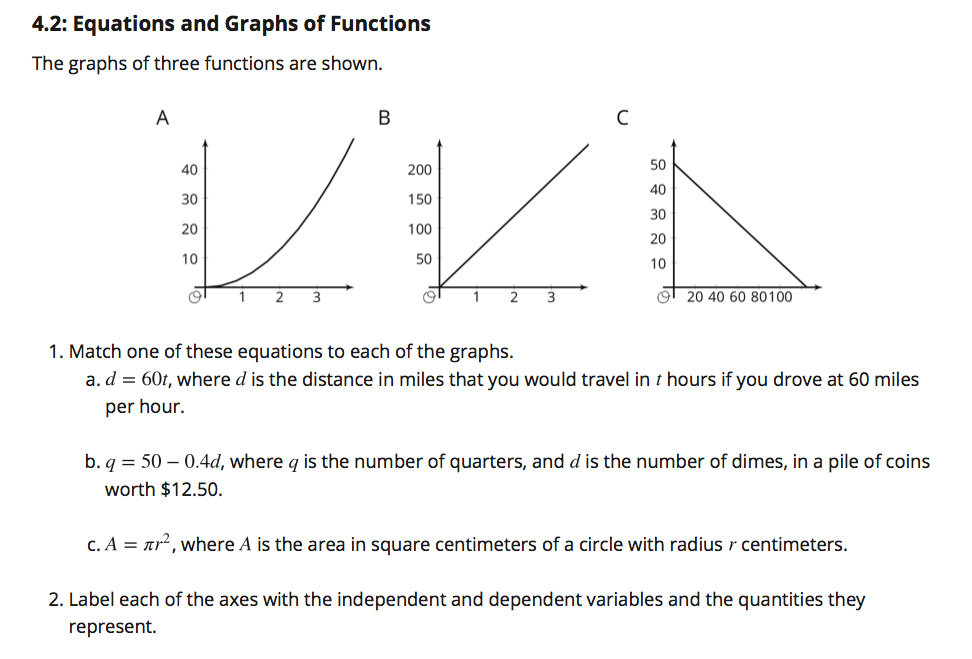 4.2: Equations and Graphs of Functions
The graphs of three functions are shown.
A B C
40
30
20
10
1 2 3
200
150
100
50
1 2 3
50
40
30
20
10
20 40 60 80100
1. Match one of these equations to each of the graphs.
a. d = 60t, where d is the distance in miles that you would travel in t hours if you drove at 60 miles
per hour.
b. q = 50 − 0.4d, where q is the number of quarters, and d is the number of dimes, in a pile of coins
worth $12.50.
c. A = πr², where A is the area in square centimeters of a circle with radius r centimeters.
2. Label each of the axes with the independent and dependent variables and the quantities they
represent.